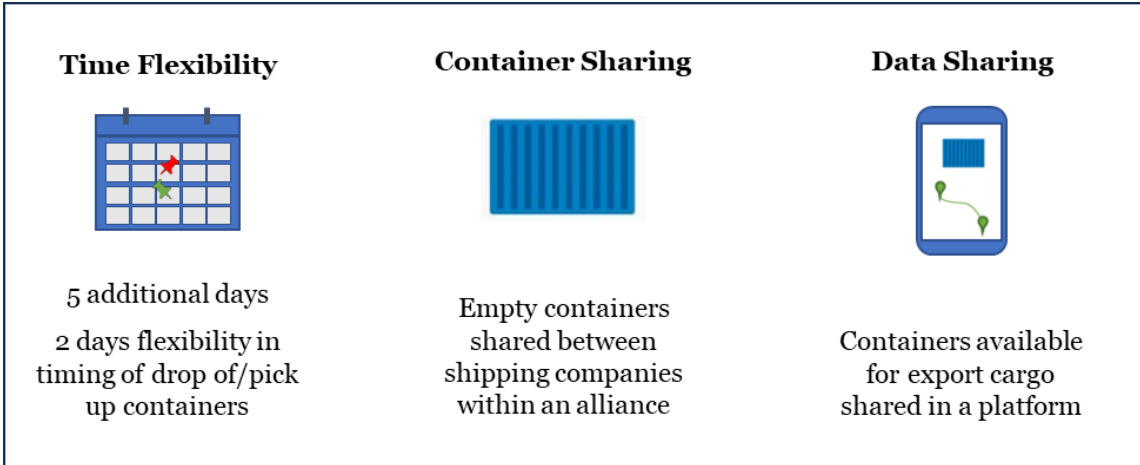 Time Flexibility
5 additional days
2 days flexibility in
timing of drop of/pick
up containers
Container Sharing
Empty containers
shared between
shipping companies
within an alliance
Data Sharing
Containers available
for export cargo
shared in a platform